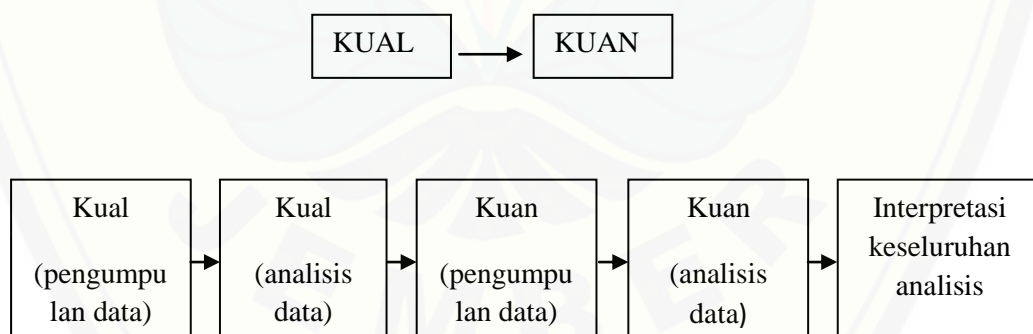 KUAL
KUAN
Kual
(pengumpu
lan data)
Kual
(analisis
data)
Kuan
(pengumpu
lan data)
Kuan
(analisis
data)
Interpretasi
keseluruhan
analisis
JEMBER